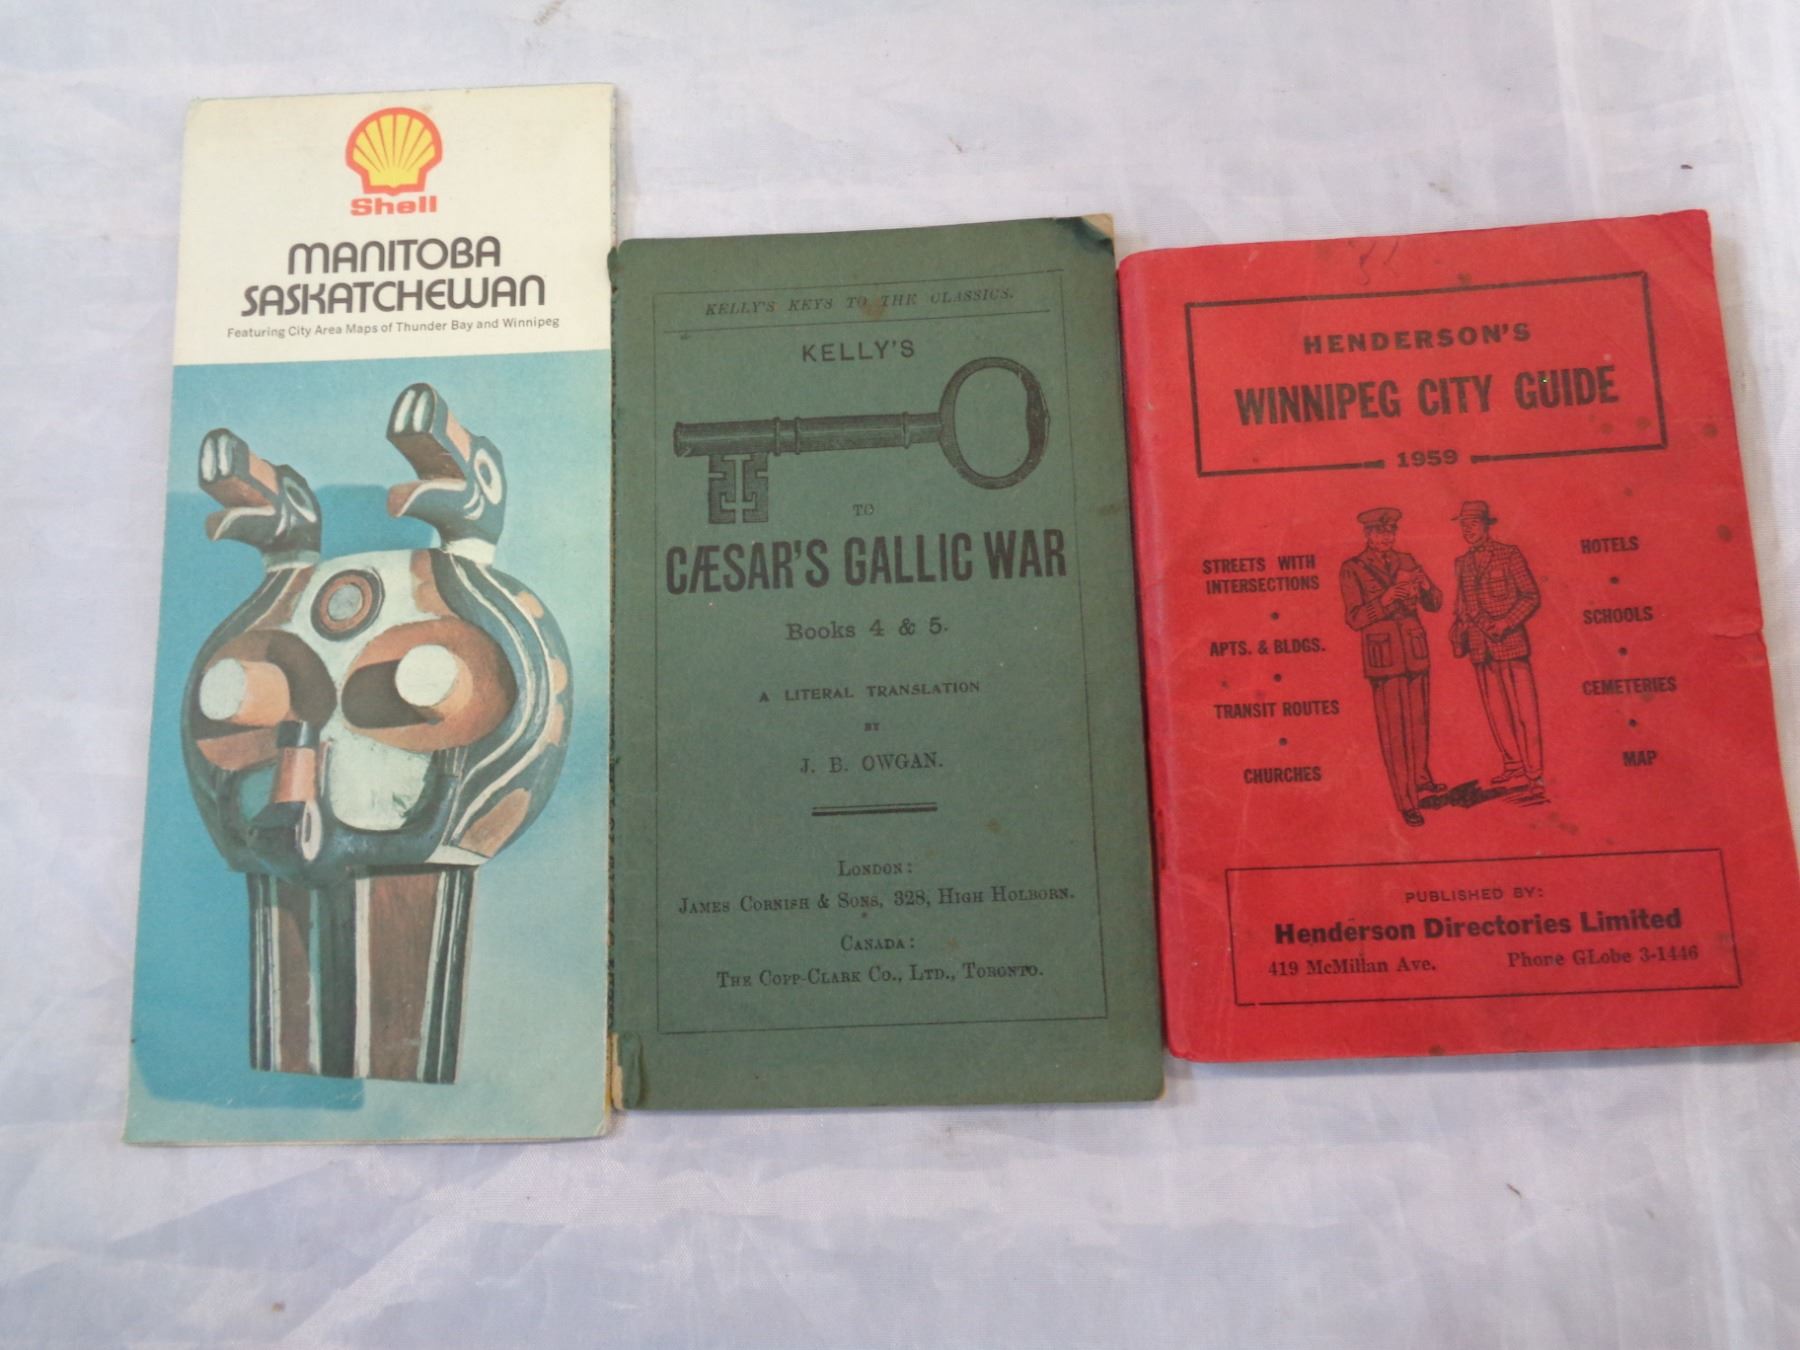 Shell
MANITOBA
SASKATCHEWAN
Featuring City Area Maps of Thunder Bay and Winnipeg
KELLY'S KEYS TO THE CLASSICS.
KELLY'S
TO
CÆSAR'S GALLIC WAR
Books 4 & 5.
A LITERAL TRANSLATION
BY
J. B. OWGAN.
LONDON:
JAMES CORNISH & SONS, 328, HIGH HOLBORN.
CANADA:
THE COPP-CLARK CO., LTD., TORONTO.
HENDERSON'S
WINNIPEG CITY GUIDE
1959
STREETS WITH
INTERSECTIONS
•
APTS. & BLDGS.
•
TRANSIT ROUTES
•
CHURCHES
HOTELS
•
SCHOOLS
•
CEMETERIES
•
MAP
PUBLISHED BY:
Henderson Directories Limited
419 McMillan Ave. Phone GLobe 3-1446